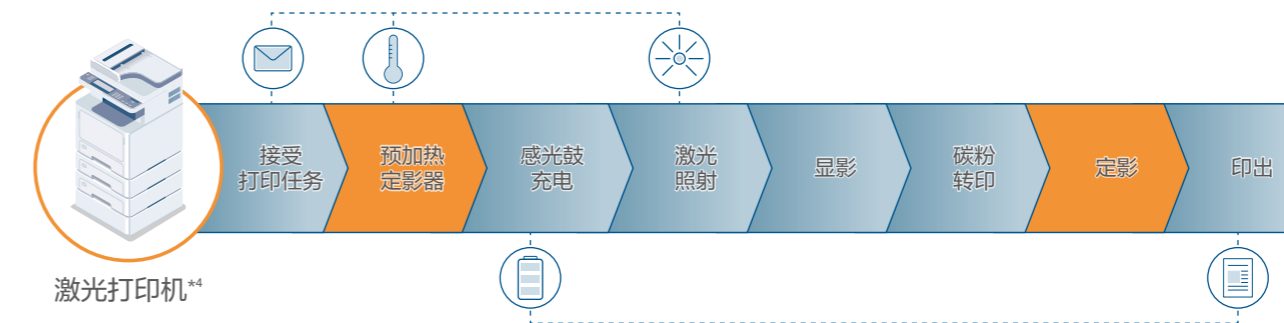 接受
打印任务
预加热
定影器
感光鼓
充电
激光
照射
显影
碳粉
转印
定影
印出
激光打印机*4